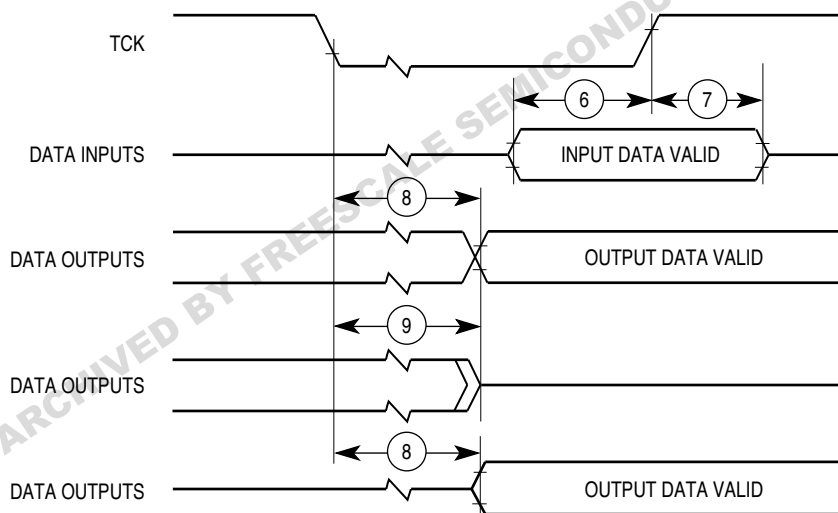 TCK
6
7
DATA INPUTS
INPUT DATA VALID
8
DATA OUTPUTS
OUTPUT DATA VALID
9
DATA OUTPUTS
8
DATA OUTPUTS
OUTPUT DATA VALID
ARCHIVED BY FREESCALE